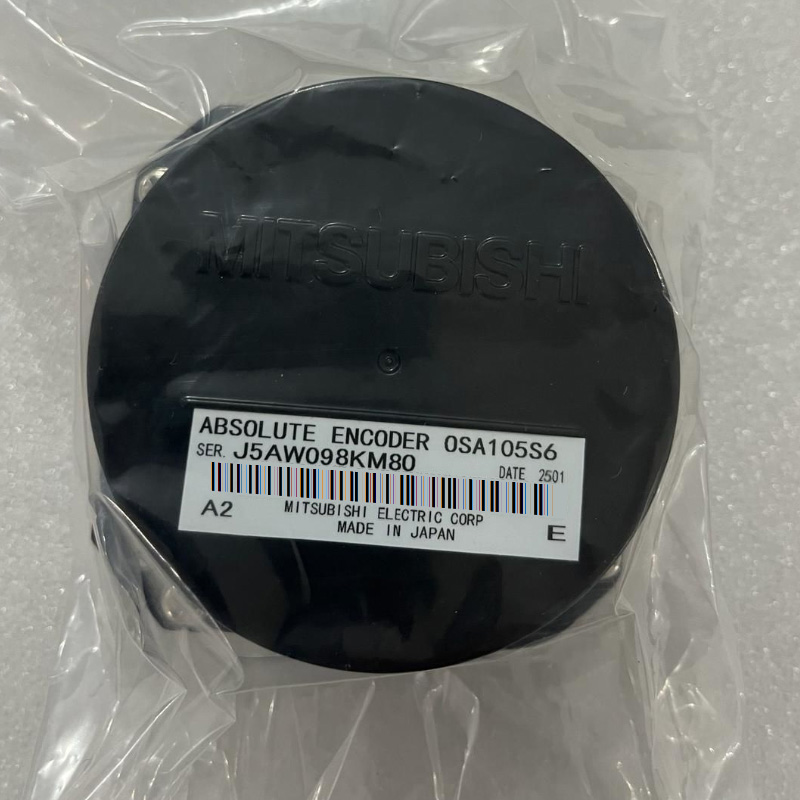 MITSUBISHI
ABSOLUTE ENCODER OSA105S6
SER. J5AW098KM80
DATE 2501
A2
MITSUBISHI ELECTRIC CORP
MADE IN JAPAN
E